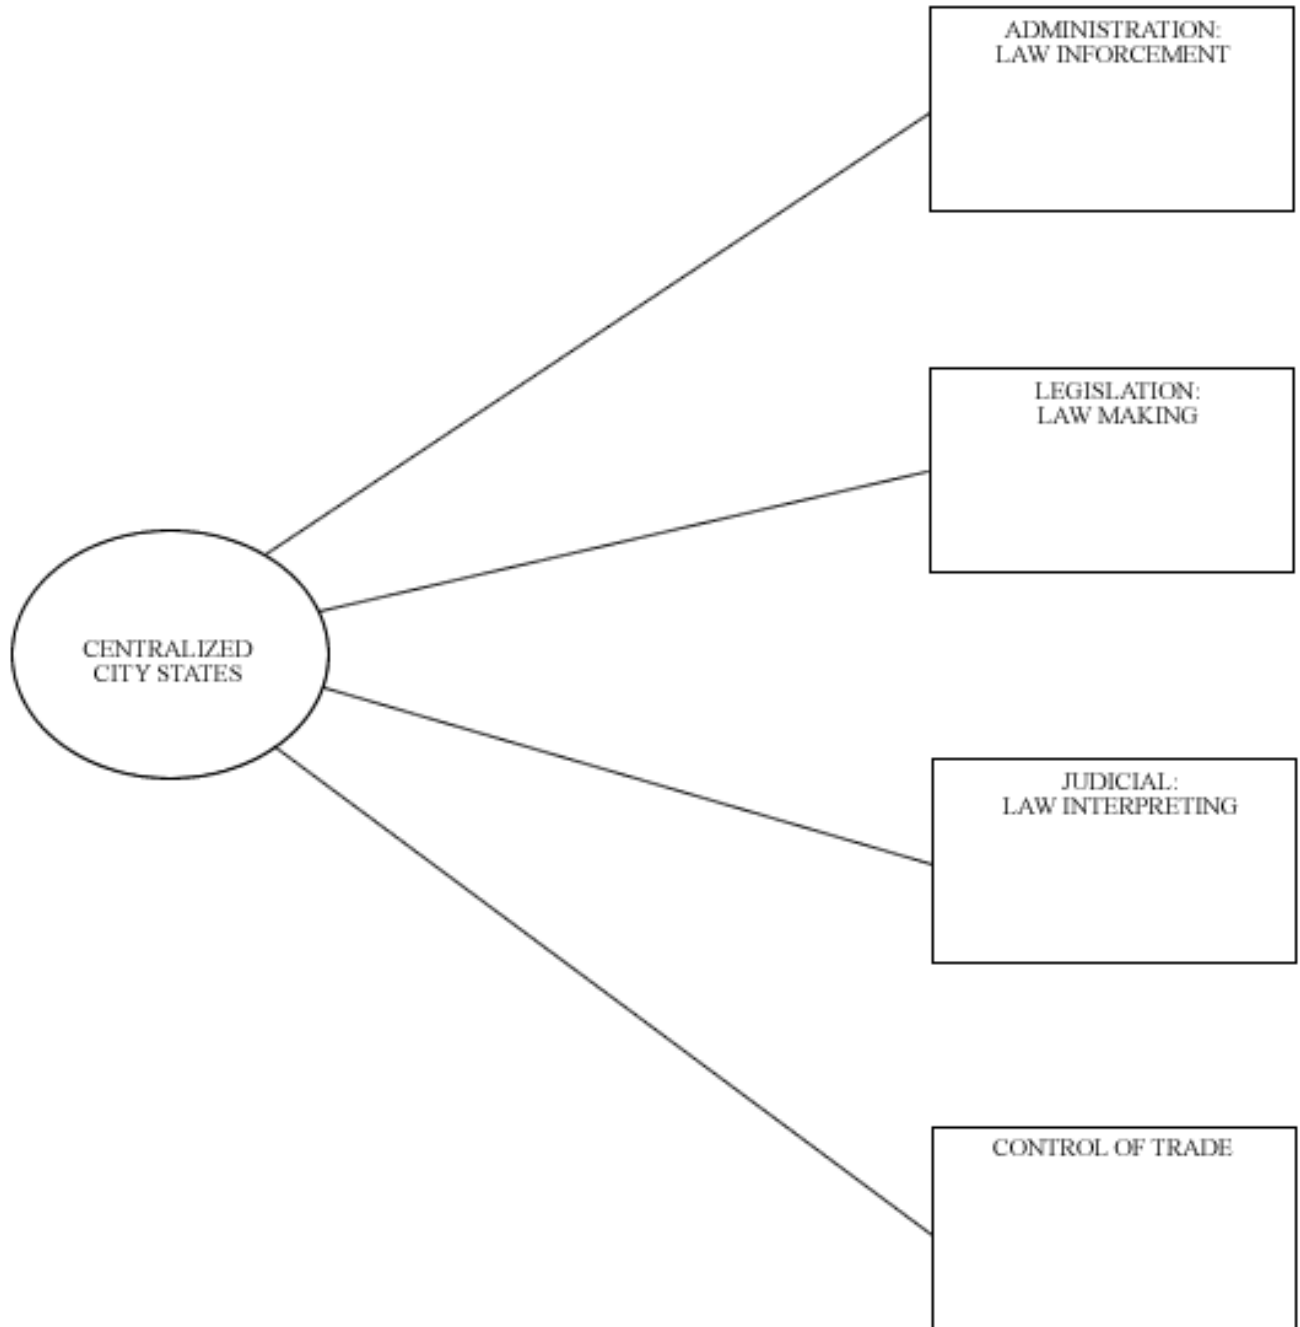 ADMINISTRATION:
LAW INFORCEMENT
LEGISLATION:
LAW MAKING
CENTRALIZED
CITY STATES
JUDICIAL:
LAW INTERPRETING
CONTROL OF TRADE